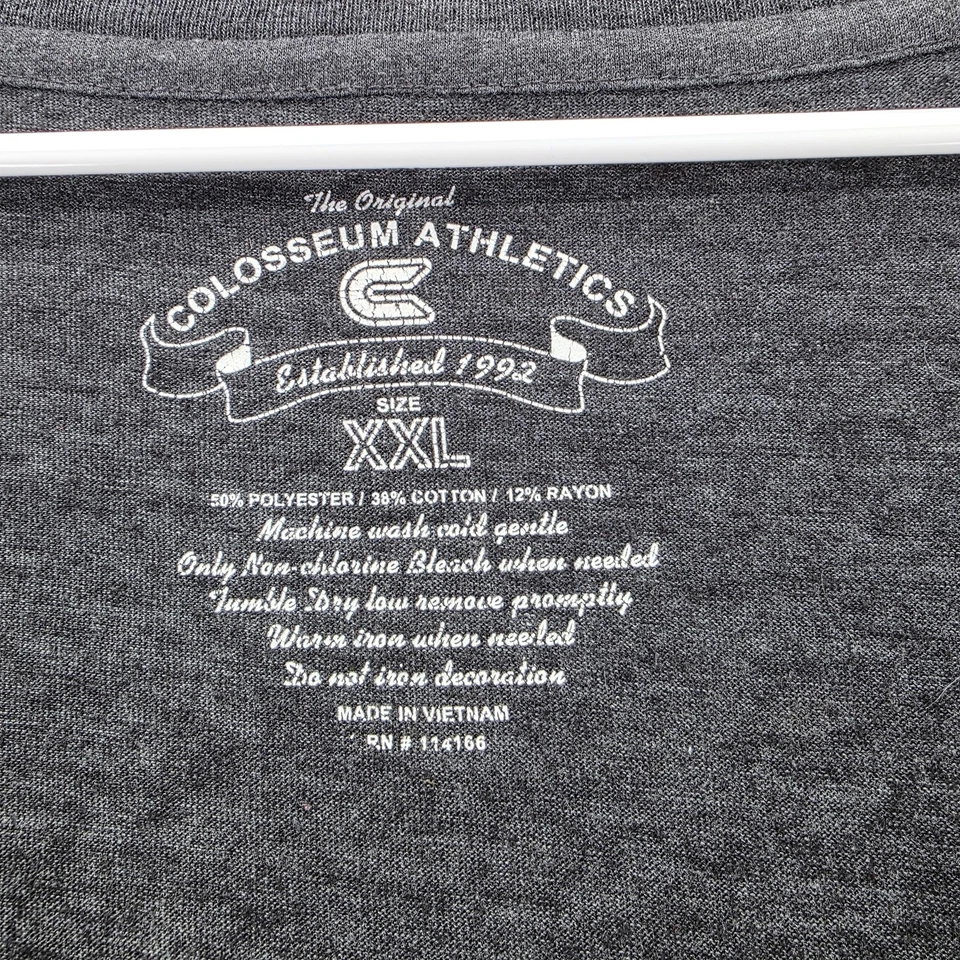 The Original
COLOSSEUM ATHLETICS
C
Established 1992
SIZE
XXL
50% POLYESTER / 38% COTTON / 12% RAYON
Machine wash cold gentle
Only Non-chlorine Bleach when needed
Tumble Dry low remove promptly
Warm iron when needed
Do not iron decoration
MADE IN VIETNAM
RN # 114166